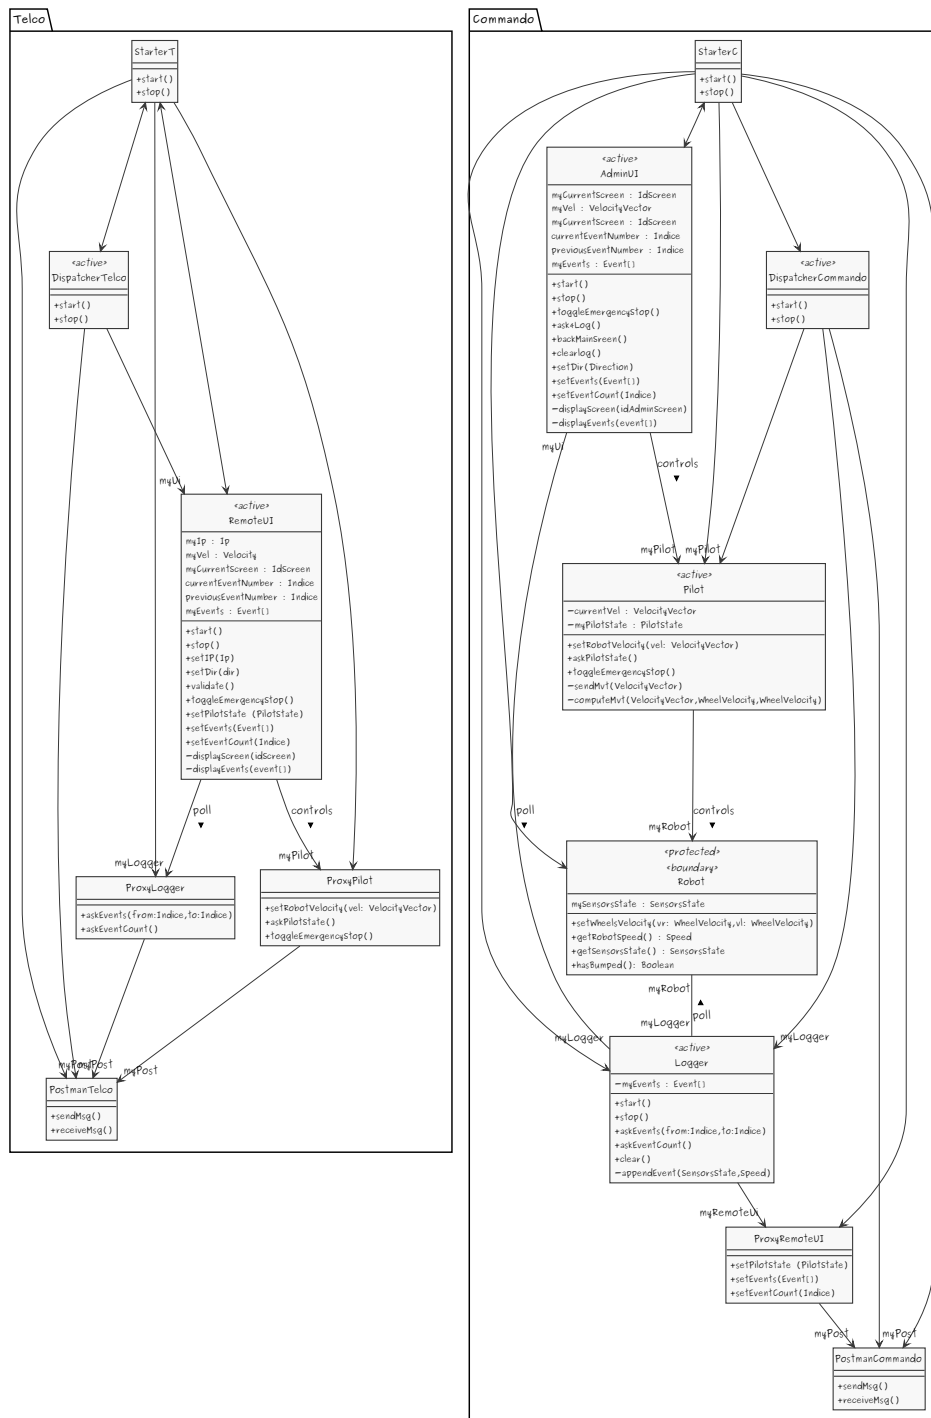 Telco
StarterT
+start()
+stop()
«active»
DispatcherTelco
+start()
+stop()
myUi
«active»
RemoteUI
myIp : Ip
myVel : Velocity
myCurrentScreen : IdScreen
currentEventNumber : Indice
previousEventNumber : Indice
myEvents : Event[]
+start()
+stop()
+setIP(Ip)
+setDir(dir)
+validate()
+toggleEmergencyStop()
+setPilotState (PilotState)
+setEvents(Event[])
+setEventCount(Indice)
-displayScreen(idScreen)
-displayEvents(event[])
poll
controls
myLogger
myPilot
ProxyLogger
+askEvents(from:Indice,to:Indice)
+askEventCount()
ProxyPilot
+setRobotVelocity(vel: VelocityVector)
+askPilotState()
+toggleEmergencyStop()
myPost
myPost
myPost
PostmanTelco
+sendMsg()
+receiveMsg()
Commando
StarterC
+start()
+stop()
«active»
AdminUI
myCurrentScreen : IdScreen
myVel : VelocityVector
myCurrentScreen : IdScreen
currentEventNumber : Indice
previousEventNumber : Indice
myEvents : Event[]
+start()
+stop()
+toggleEmergencyStop()
+ask+Log()
+backMainSreen()
+clearlog()
+setDir(Direction)
+setEvents(Event[])
+setEventCount(Indice)
-displayScreen(idAdminScreen)
-displayEvents(event[])
«active»
DispatcherCommando
+start()
+stop()
myUi
controls
myPilot
myPilot
«active»
Pilot
-currentVel : VelocityVector
-myPilotState : PilotState
+setRobotVelocity(vel: VelocityVector)
+askPilotState()
+toggleEmergencyStop()
-sendMvt(VelocityVector)
-computeMvt(VelocityVector,WheelVelocity,WheelVelocity)
poll
controls
myRobot
«protected»
«boundary»
Robot
mySensorsState : SensorsState
+setWheelsVelocity(vr: WheelVelocity,vl: WheelVelocity)
+getRobotSpeed() : Speed
+getSensorsState() : SensorsState
+hasBumped(): Boolean
myRobot
poll
myLogger
myLogger
myLogger
«active»
Logger
-myEvents : Event[]
+start()
+stop()
+askEvents(from:Indice,to:Indice)
+askEventCount()
+clear()
-appendEvent(SensorsState,Speed)
myRemoteUi
ProxyRemoteUI
+setPilotState (PilotState)
+setEvents(Event[])
+setEventCount(Indice)
myPost
myPost
PostmanCommando
+sendMsg()
+receiveMsg()